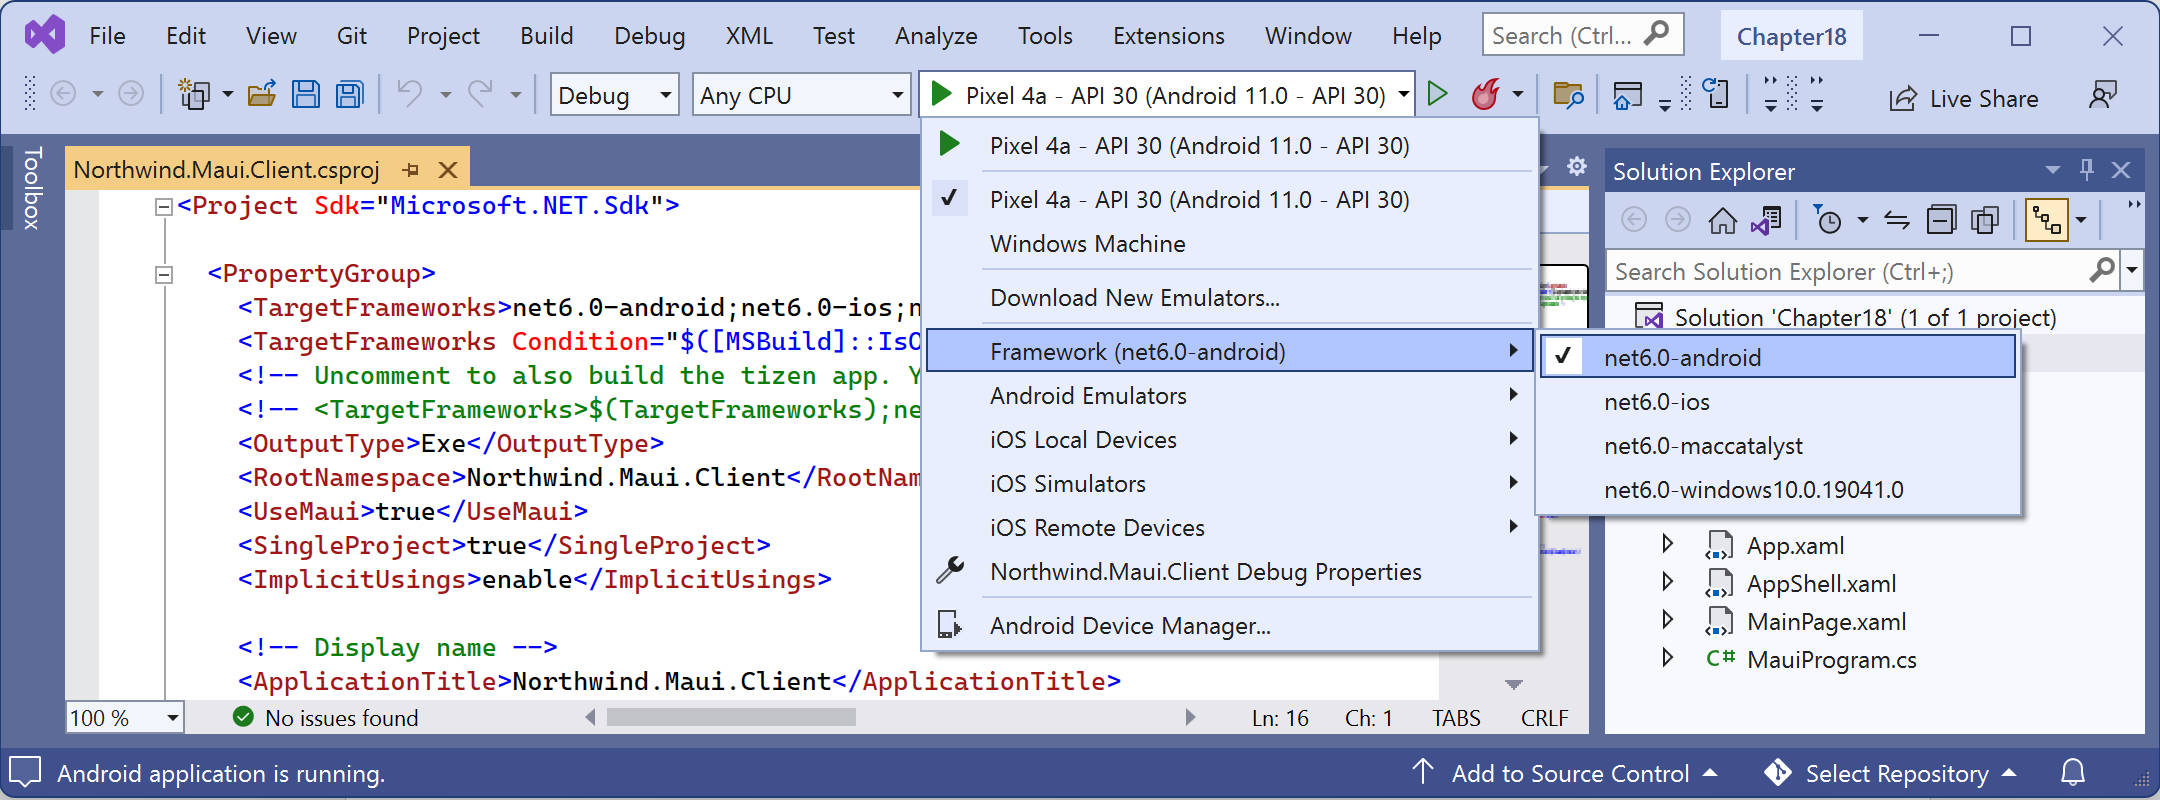 File Edit View Git Project Build Debug XML Test Analyze Tools Extensions Window Help Search (Ctrl... Chapter18
Debug Any CPU Pixel 4a - API 30 (Android 11.0 - API 30) Live Share
Toolbox
Northwind.Maui.Client.csproj
<Project Sdk="Microsoft.NET.Sdk">
<PropertyGroup>
<TargetFrameworks>net6.0-android;net6.0-ios;
<TargetFrameworks Condition="$([MSBuild]::IsO
<!-- Uncomment to also build the tizen app. Y
<!-- <TargetFrameworks>$(TargetFrameworks);ne
<OutputType>Exe</OutputType>
<RootNamespace>Northwind.Maui.Client</RootNam
<UseMaui>true</UseMaui>
<SingleProject>true</SingleProject>
<ImplicitUsings>enable</ImplicitUsings>
<!-- Display name -->
<ApplicationTitle>Northwind.Maui.Client</ApplicationTitle>
100 % No issues found Ln: 16 Ch: 1 TABS CRLF
Pixel 4a - API 30 (Android 11.0 - API 30)
Pixel 4a - API 30 (Android 11.0 - API 30)
Windows Machine
Download New Emulators...
Framework (net6.0-android)
Android Emulators
iOS Local Devices
iOS Simulators
iOS Remote Devices
Northwind.Maui.Client Debug Properties
Android Device Manager...
net6.0-android
net6.0-ios
net6.0-maccatalyst
net6.0-windows10.0.19041.0
Solution Explorer
Search Solution Explorer (Ctrl+;)
Solution 'Chapter18' (1 of 1 project)
App.xaml
AppShell.xaml
MainPage.xaml
C# MauiProgram.cs
Android application is running. Add to Source Control Select Repository